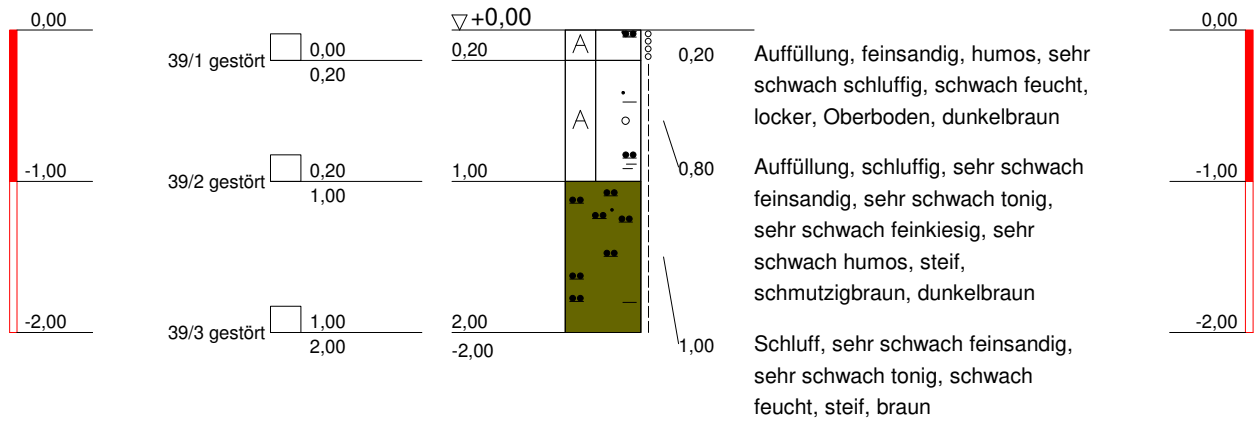 0,00
▽+0,00
0,00
39/1 gestört
0,00
0,20
0,20
A
0,20
Auffüllung, feinsandig, humos, sehr
schwach schluffig, schwach feucht,
locker, Oberboden, dunkelbraun
A
-1,00
39/2 gestört
0,20
1,00
1,00
0,80
Auffüllung, schluffig, sehr schwach
feinsandig, sehr schwach tonig,
sehr schwach feinkiesig, sehr
schwach humos, steif,
schmutzigbraun, dunkelbraun
-1,00
-2,00
39/3 gestört
1,00
2,00
2,00
-2,00
1,00
Schluff, sehr schwach feinsandig,
sehr schwach tonig, schwach
feucht, steif, braun
-2,00